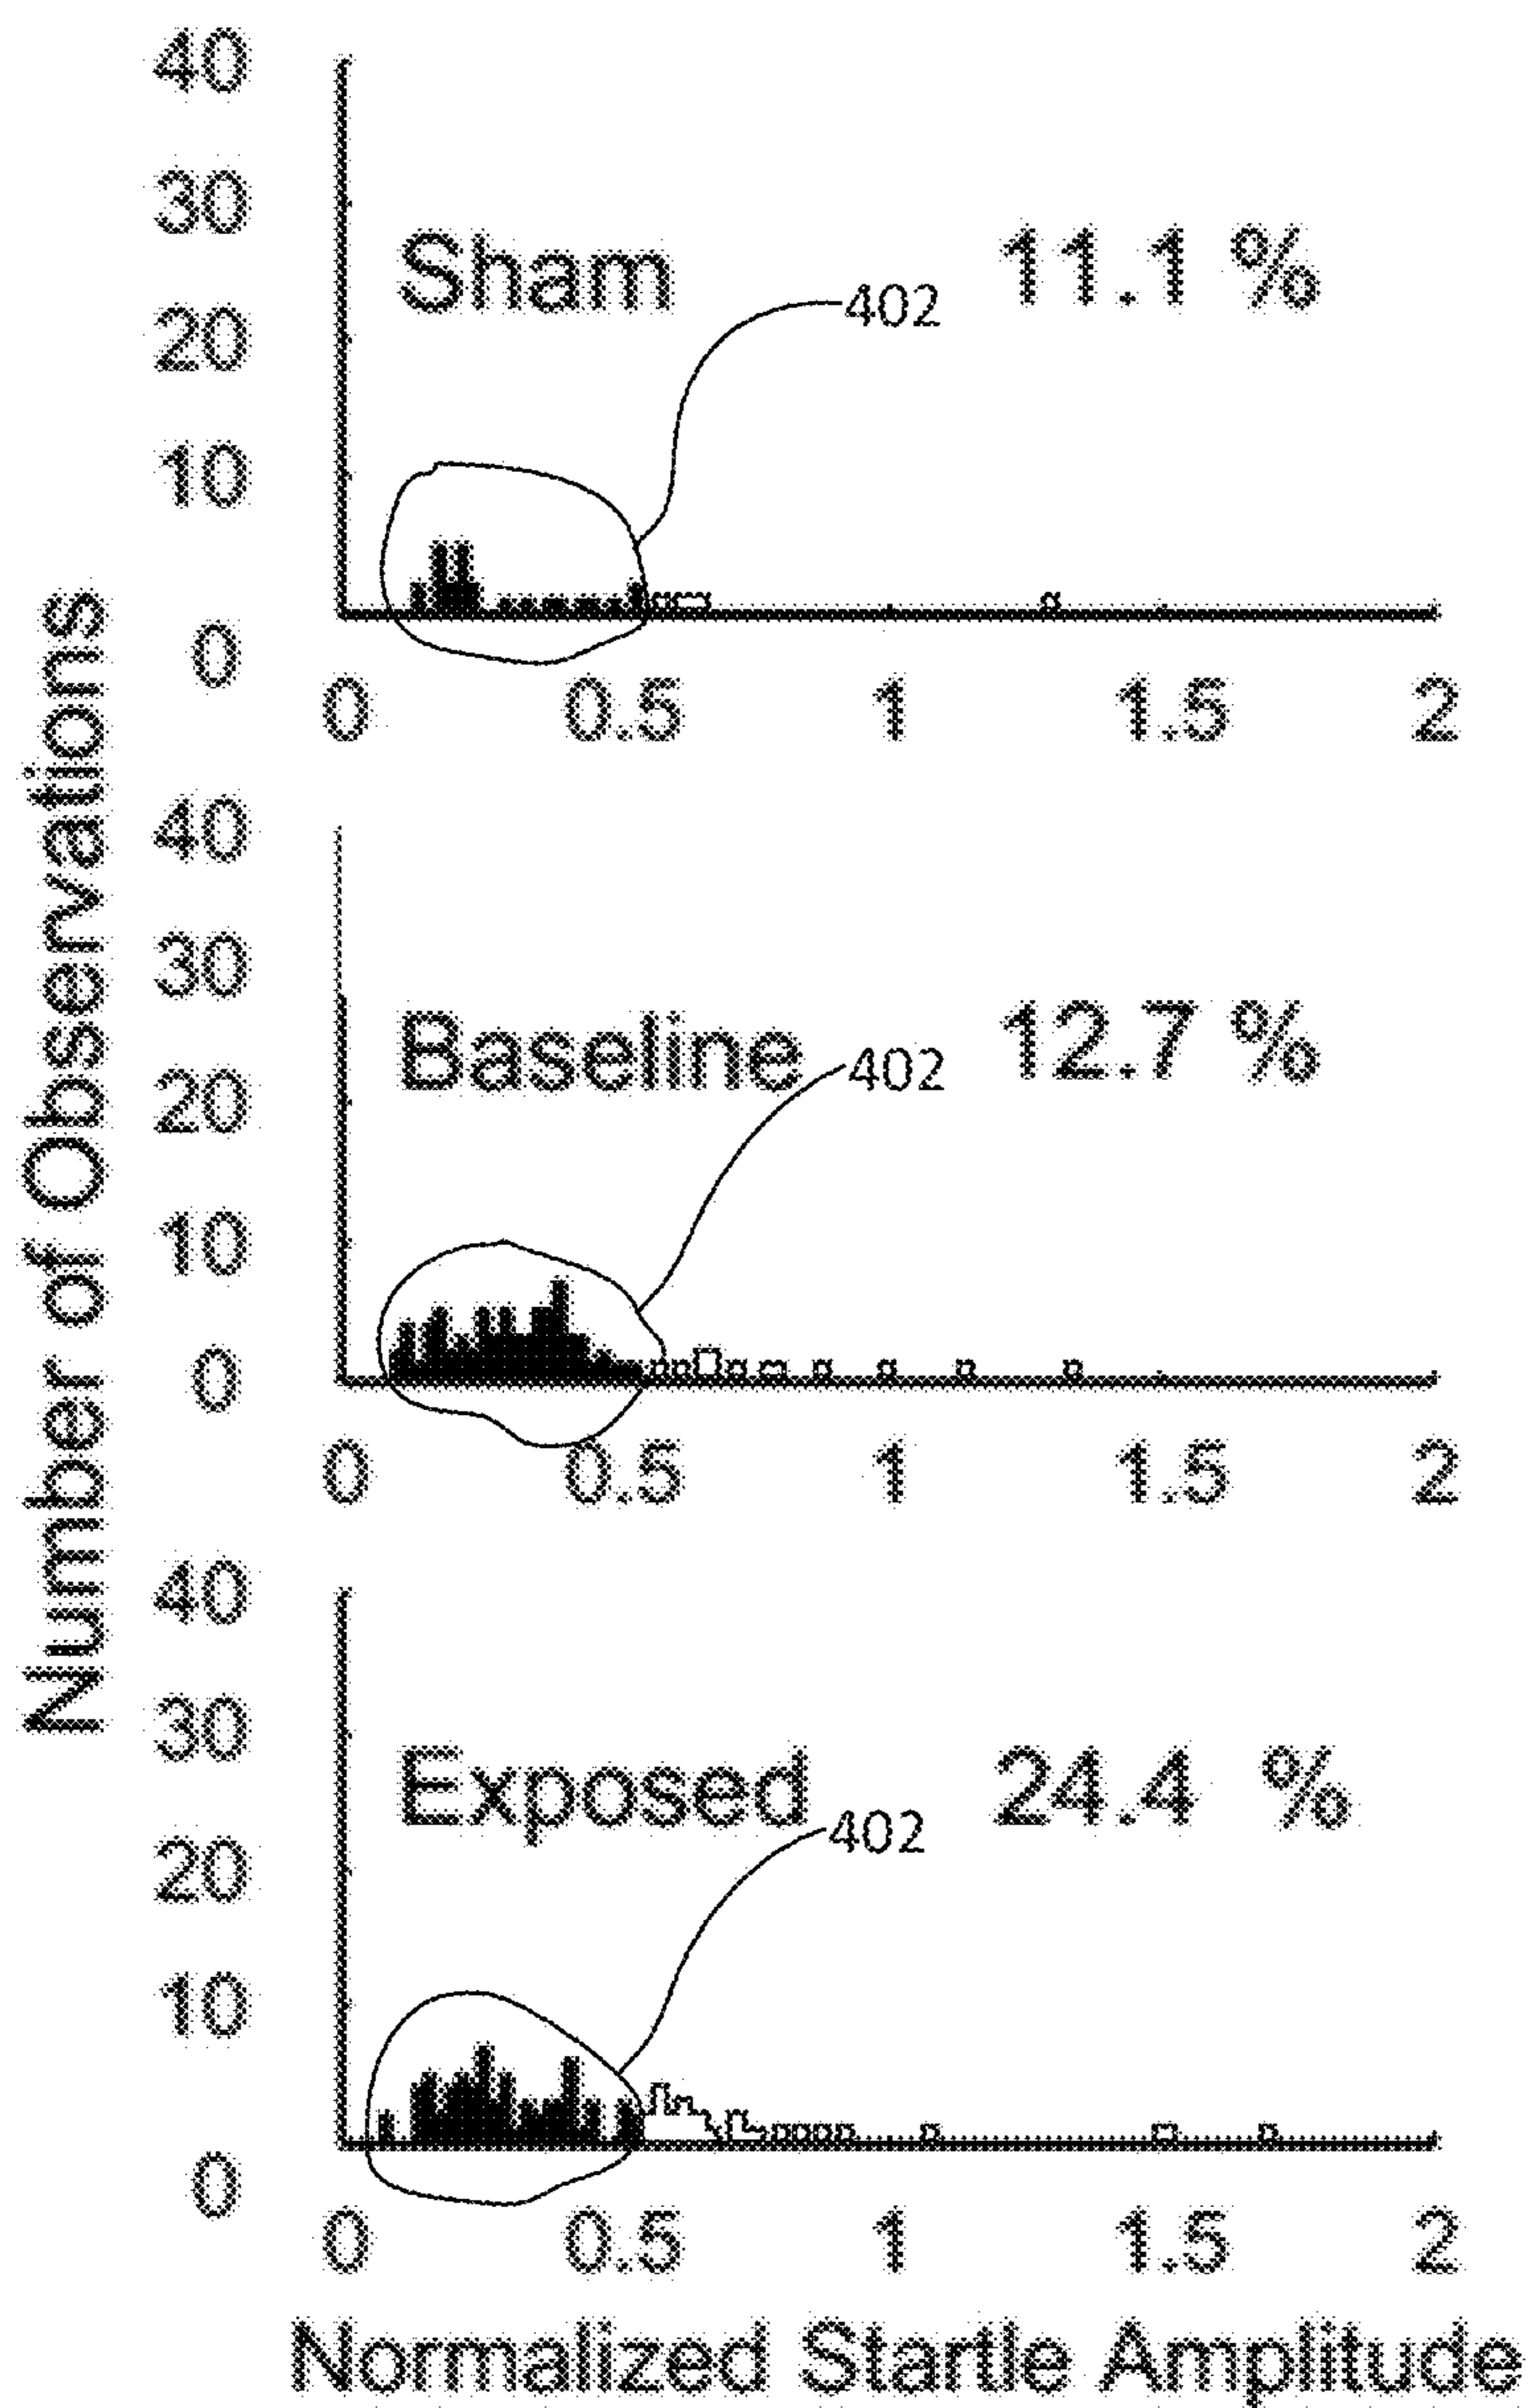 Number of Observations
40
30
Sham 11.1 %
402
20
10
0
0 0.5 1 1.5 2
40
30
Baseline 12.7 %
402
20
10
0
0 0.5 1 1.5 2
40
30
Exposed 24.4 %
402
20
10
0
0 0.5 1 1.5 2
Normalized Startle Amplitude